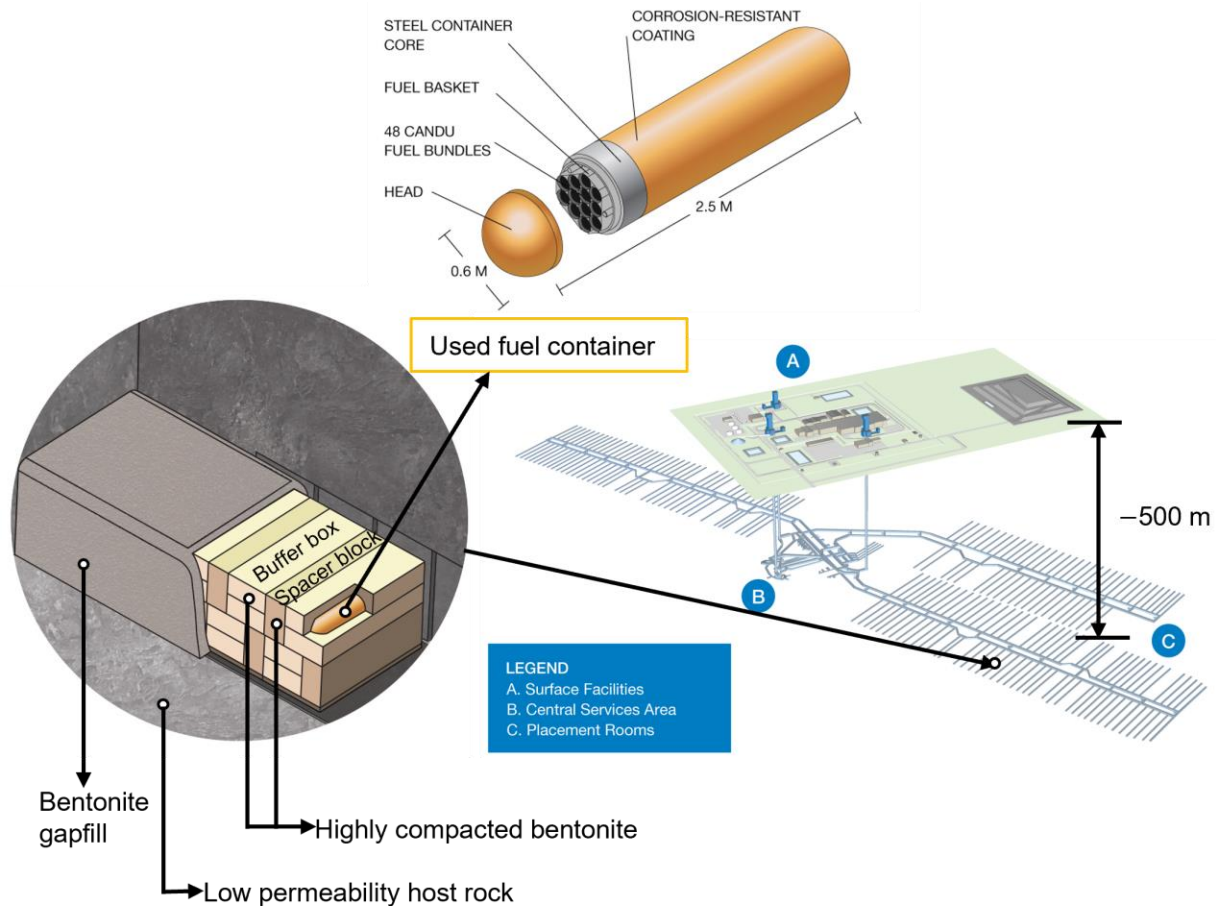 STEEL CONTAINER
CORE
CORROSION-RESISTANT
COATING
FUEL BASKET
48 CANDU
FUEL BUNDLES
HEAD
2.5 M
0.6 M
Used fuel container
A
Buffer box
Spacer block
–500 m
B
C
LEGEND
A. Surface Facilities
B. Central Services Area
C. Placement Rooms
Bentonite
gapfill
Highly compacted bentonite
Low permeability host rock